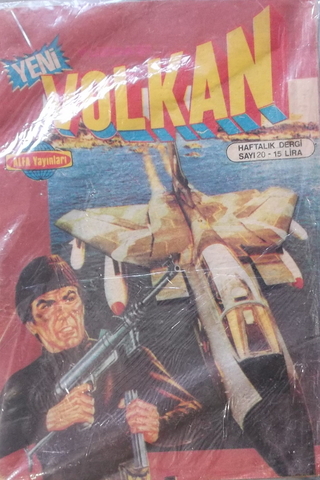 YENİ
VOLKAN
ALFA Yayınları
HAFTALIK DERGİ
SAYI 20 - 15 LİRA